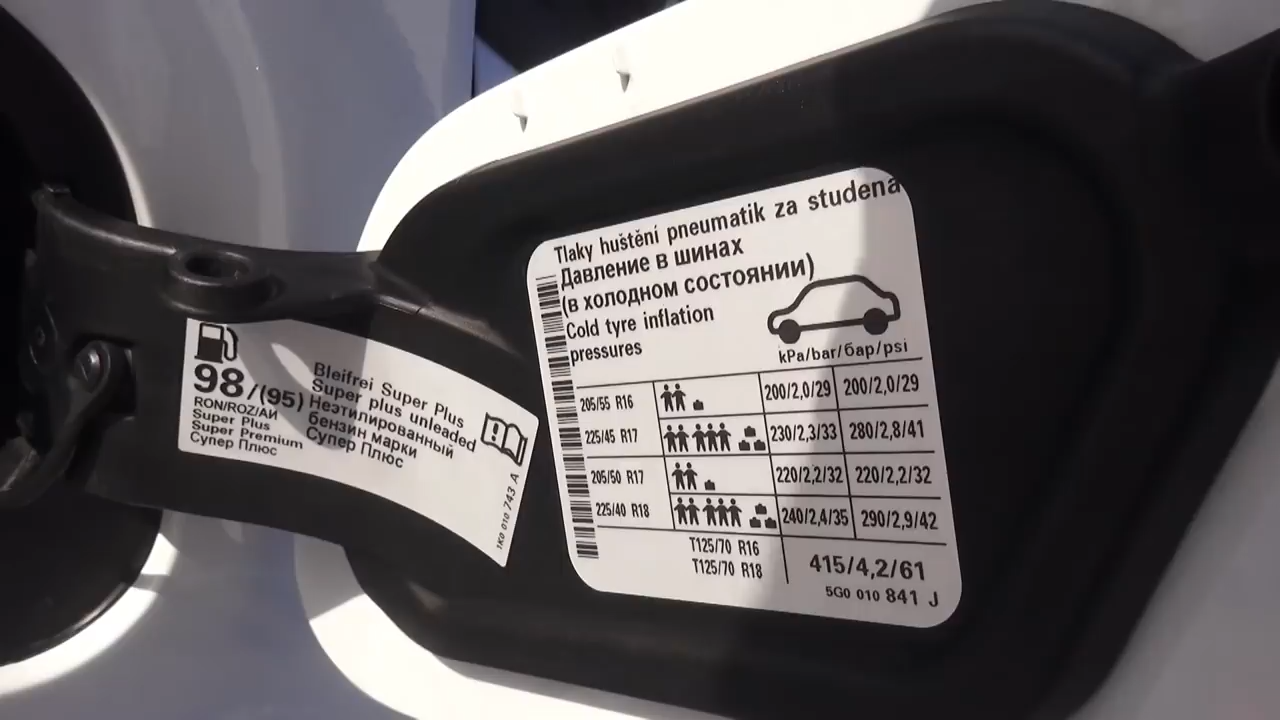 98/(95)
RON/ROZ/АИ
Super Plus
Super Premium
Супер Плюс
Bleifrei Super Plus
Super plus unleaded
Неэтилированный
бензин марки
Супер Плюс
1K0 010 743 A
Tlaky huštění pneumatik za studena
Давление в шинах
(в холодном состоянии)
Cold tyre inflation
pressures
kPa/bar/бар/psi
205/55 R16 200/2,0/29 200/2,0/29
225/45 R17 230/2,3/33 280/2,8/41
205/50 R17 220/2,2/32 220/2,2/32
225/40 R18 240/2,4/35 290/2,9/42
T125/70 R16
T125/70 R18
415/4,2/61
5G0 010 841 J